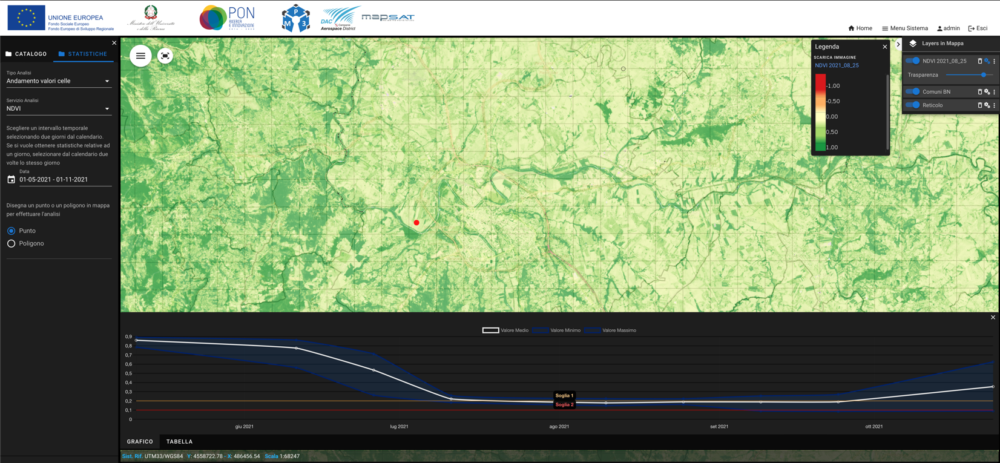 UNIONE EUROPEA
Fondo Sociale Europeo
Fondo Europeo di Sviluppo Regionale
Ministero dell'Università
e della Ricerca
PON
RICERCA
E INNOVAZIONE
P
M 3
DAC Campania
Aerospace District
mapsat
Home
Menu Sistema
admin
Esci
CATALOGO
STATISTICHE
Tipo Analisi
Andamento valori celle
Servizio Analisi
NDVI
Scegliere un intervallo temporale
selezionando due giorni dal calendario.
Se si vuole ottenere statistiche relative ad
un giorno, selezionare dal calendario due
volte lo stesso giorno
Data
01-05-2021 - 01-11-2021
Disegna un punto o un poligono in mappa
per effettuare l'analisi
Punto
Poligono
Legenda
SCARICA IMMAGINE
NDVI 2021_08_25
-1,00
-0,50
0,00
0,50
1,00
Layers in Mappa
NDVI 2021_08_25
Trasparenza
Comuni BN
Reticolo
Valore Medio
Valore Minimo
Valore Massimo
0,9
0,8
0,7
0,6
0,5
0,4
0,3
0,2
0,1
0
Soglia 1
Soglia 2
giu 2021
lug 2021
ago 2021
set 2021
ott 2021
GRAFICO
TABELLA
Sist. Rif. UTM33/WGS84 Y: 4558722.78 - X: 486456.54 Scala 1:68247